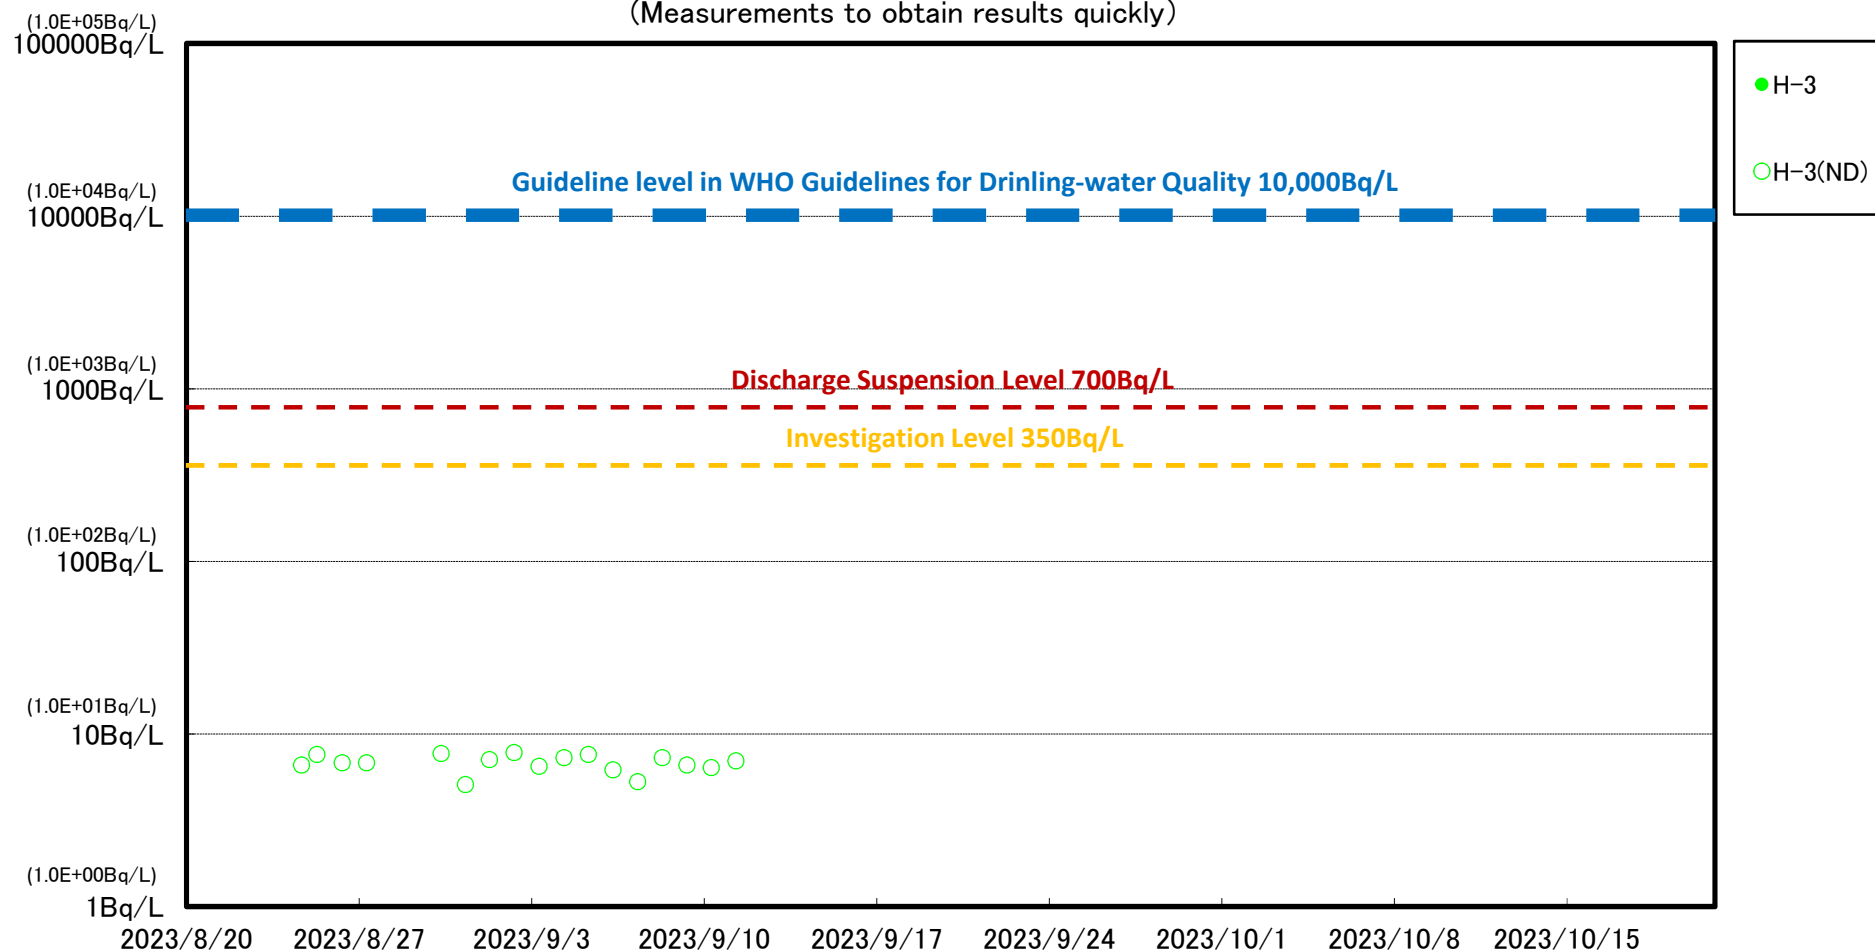 (Measurements to obtain results quickly)
(1.0E+05Bq/L)
100000Bq/L
H-3
H-3(ND)
Guideline level in WHO Guidelines for Drinling-water Quality 10,000Bq/L
(1.0E+04Bq/L)
10000Bq/L
(1.0E+03Bq/L)
1000Bq/L
Discharge Suspension Level 700Bq/L
Investigation Level 350Bq/L
(1.0E+02Bq/L)
100Bq/L
(1.0E+01Bq/L)
10Bq/L
(1.0E+00Bq/L)
1Bq/L
2023/8/20 2023/8/27 2023/9/3 2023/9/10 2023/9/17 2023/9/24 2023/10/1 2023/10/8 2023/10/15